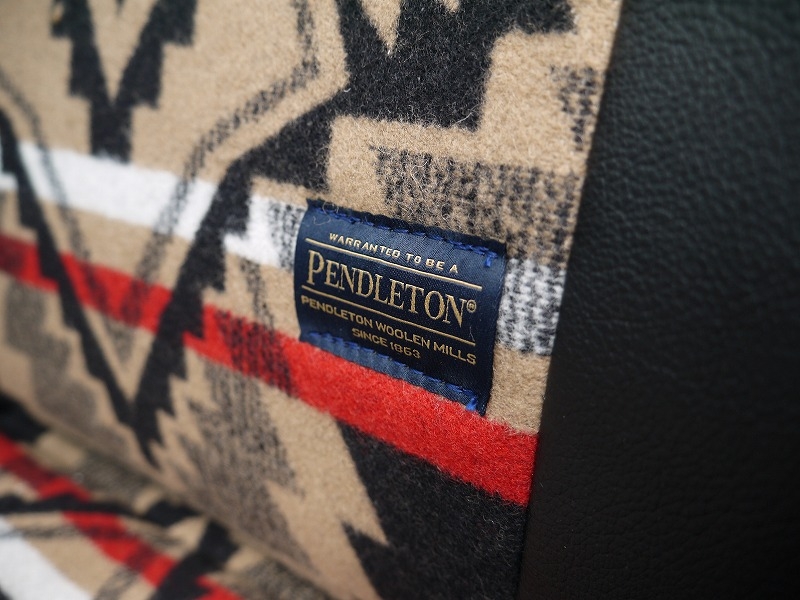 WARRANTED TO BE A
PENDLETON®
PENDLETON WOOLEN MILLS
SINCE 1863